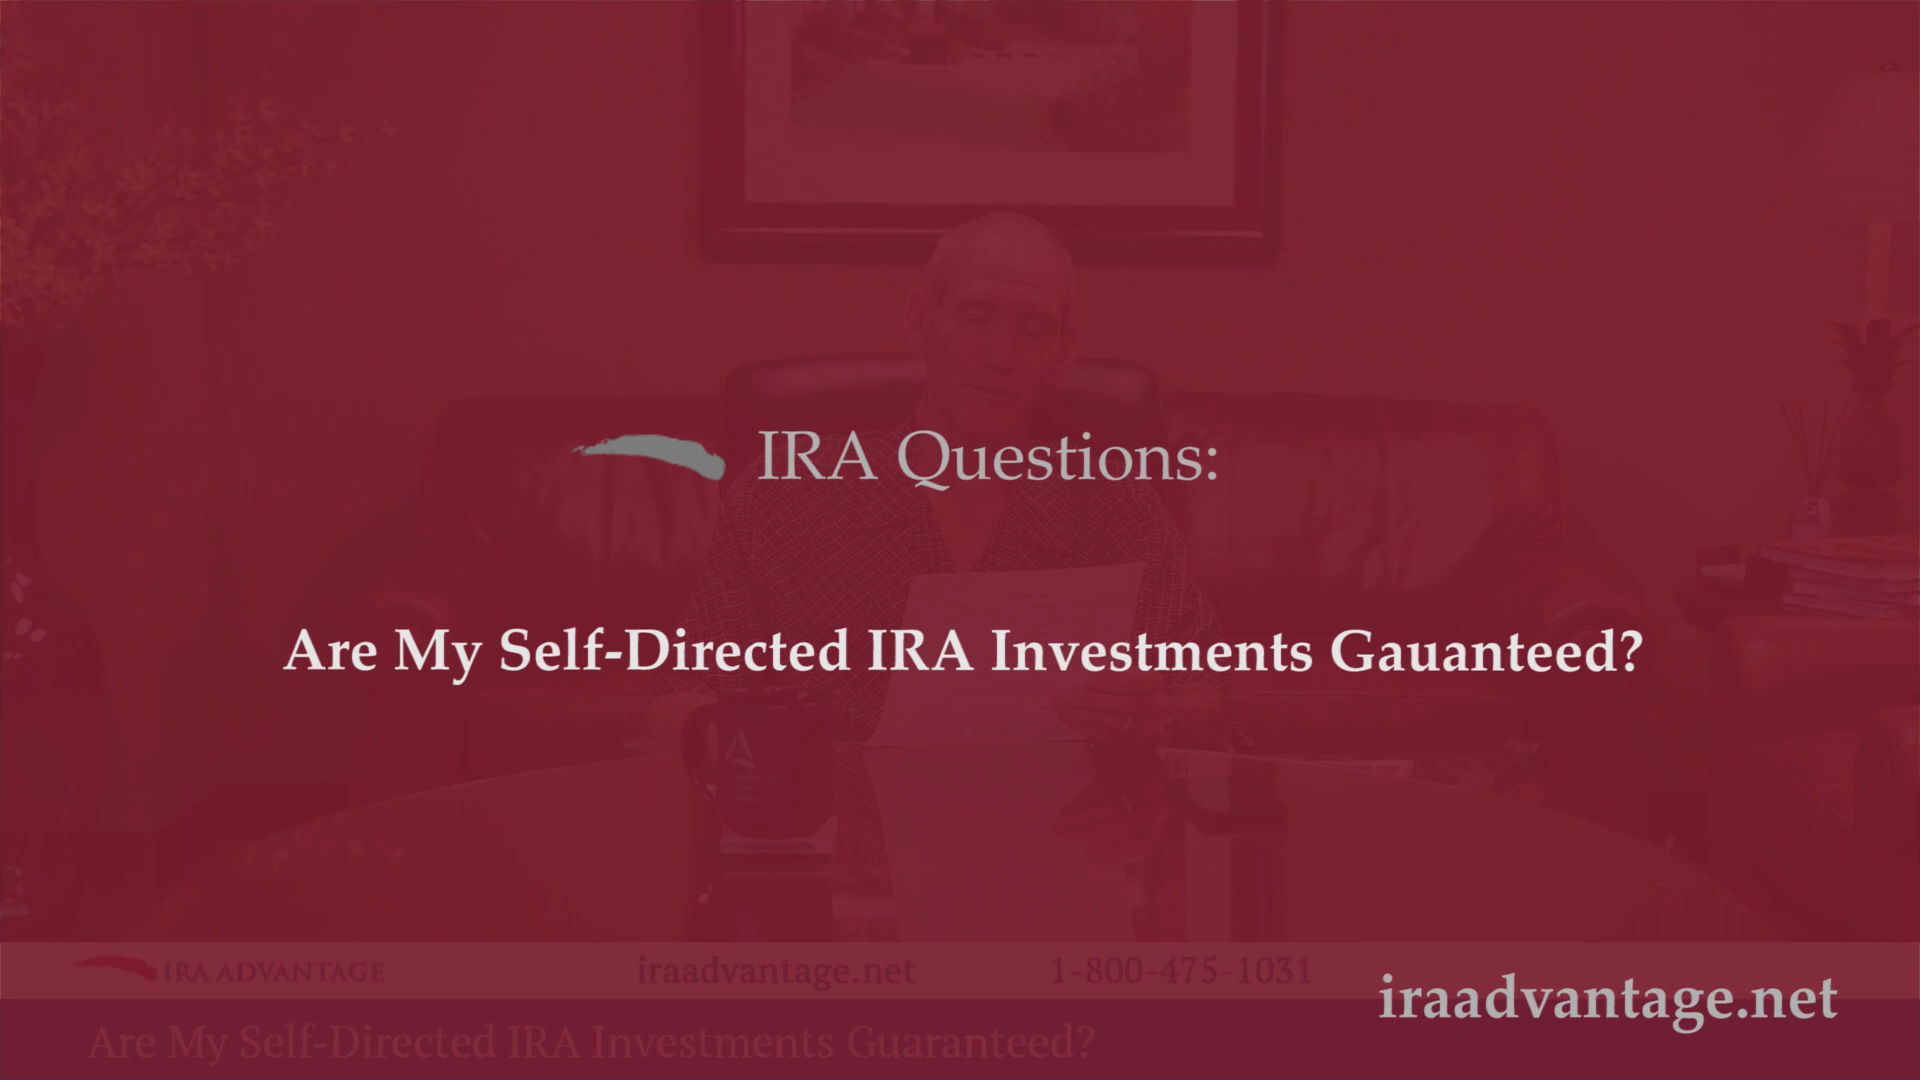 IRA Questions:
Are My Self-Directed IRA Investments Gauanteed?
IRA ADVANTAGE
iraadvantage.net
1-800-475-1031
iraadvantage.net
Are My Self-Directed IRA Investments Guaranteed?